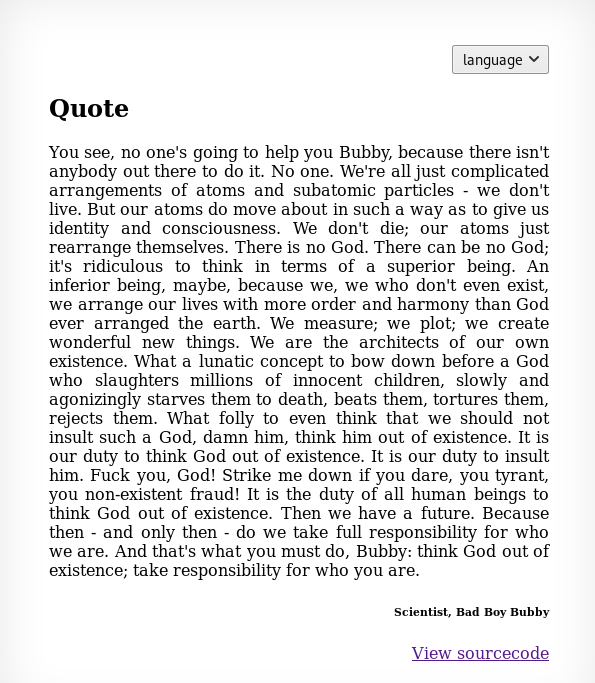 language
Quote
You see, no one's going to help you Bubby, because there isn't
anybody out there to do it. No one. We're all just complicated
arrangements of atoms and subatomic particles - we don't
live. But our atoms do move about in such a way as to give us
identity and consciousness. We don't die; our atoms just
rearrange themselves. There is no God. There can be no God;
it's ridiculous to think in terms of a superior being. An
inferior being, maybe, because we, we who don't even exist,
we arrange our lives with more order and harmony than God
ever arranged the earth. We measure; we plot; we create
wonderful new things. We are the architects of our own
existence. What a lunatic concept to bow down before a God
who slaughters millions of innocent children, slowly and
agonizingly starves them to death, beats them, tortures them,
rejects them. What folly to even think that we should not
insult such a God, damn him, think him out of existence. It is
our duty to think God out of existence. It is our duty to insult
him. Fuck you, God! Strike me down if you dare, you tyrant,
you non-existent fraud! It is the duty of all human beings to
think God out of existence. Then we have a future. Because
then - and only then - do we take full responsibility for who
we are. And that's what you must do, Bubby: think God out of
existence; take responsibility for who you are.
Scientist, Bad Boy Bubby
View sourcecode